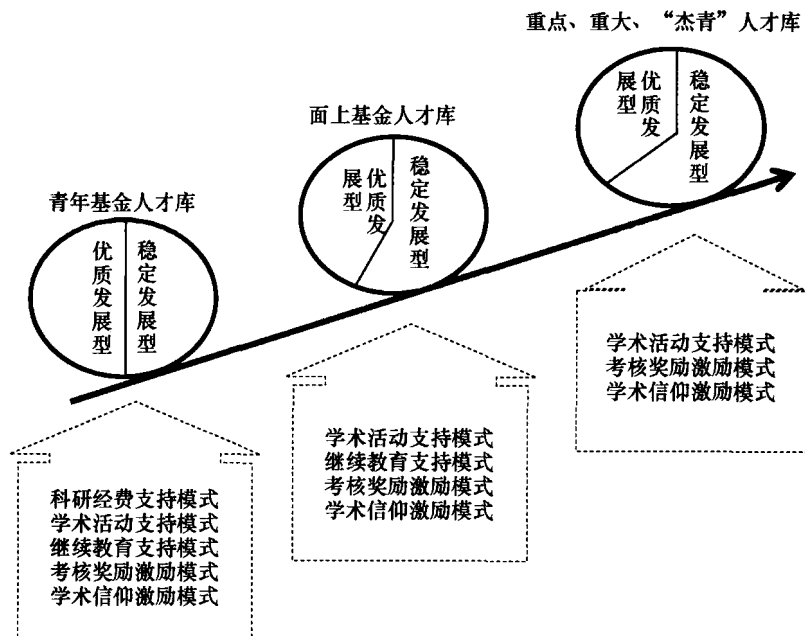 重点、重大、“杰青”人才库
优质发展型
稳定发展型
面上基金人才库
优质发展型
稳定发展型
青年基金人才库
优质发展型
稳定发展型
学术活动支持模式
考核奖励激励模式
学术信仰激励模式
学术活动支持模式
继续教育支持模式
考核奖励激励模式
学术信仰激励模式
科研经费支持模式
学术活动支持模式
继续教育支持模式
考核奖励激励模式
学术信仰激励模式